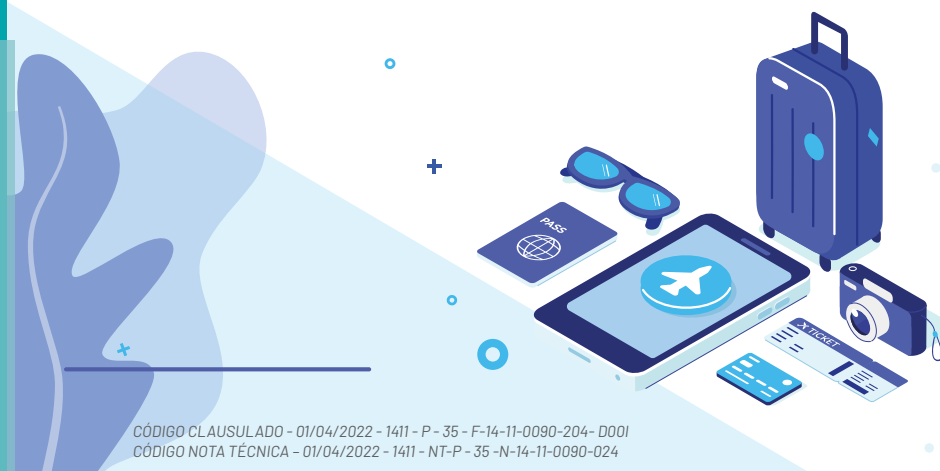 PASS
TICKET
CÓDIGO CLAUSULADO - 01/04/2022 - 1411 - P - 35 - F-14-11-0090-204- D00I
CÓDIGO NOTA TÉCNICA – 01/04/2022 - 1411 - NT-P - 35 -N-14-11-0090-024